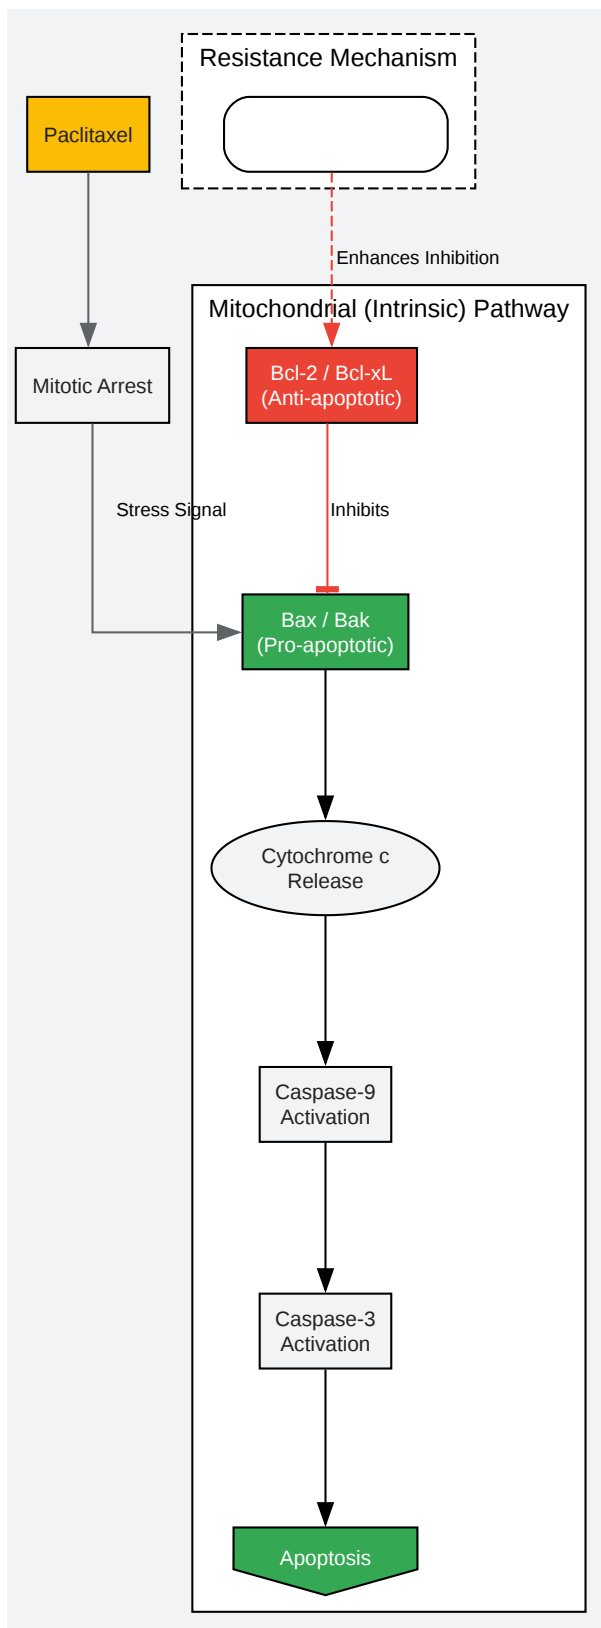 Resistance Mechanism
Paclitaxel
Enhances Inhibition
Mitochondrial (Intrinsic) Pathway
Mitotic Arrest
Bcl-2 / Bcl-xL
(Anti-apoptotic)
Stress Signal
Inhibits
Bax / Bak
(Pro-apoptotic)
Cytochrome c
Release
Caspase-9
Activation
Caspase-3
Activation
Apoptosis